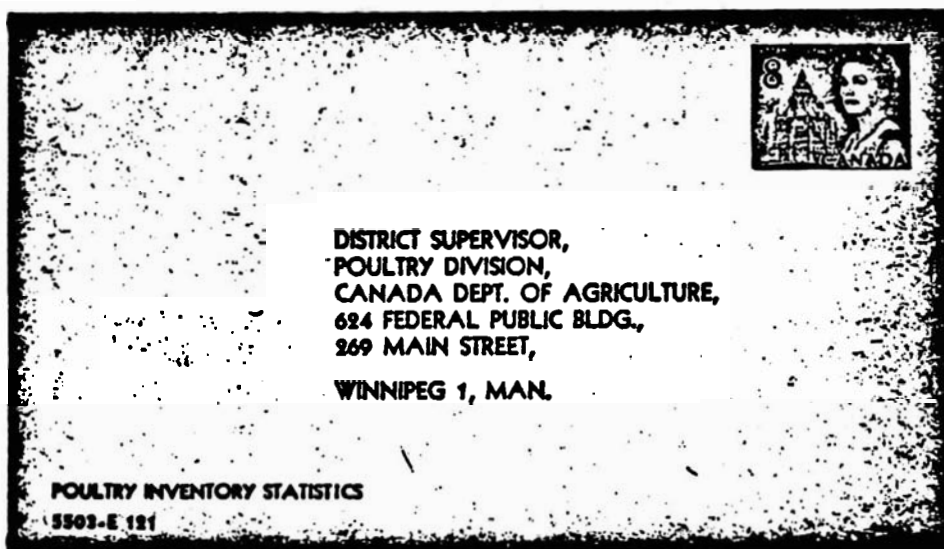 8
CANADA
DISTRICT SUPERVISOR,
POULTRY DIVISION,
CANADA DEPT. OF AGRICULTURE,
624 FEDERAL PUBLIC BLDG.,
269 MAIN STREET,
WINNIPEG 1, MAN.
POULTRY INVENTORY STATISTICS
5503-E 121